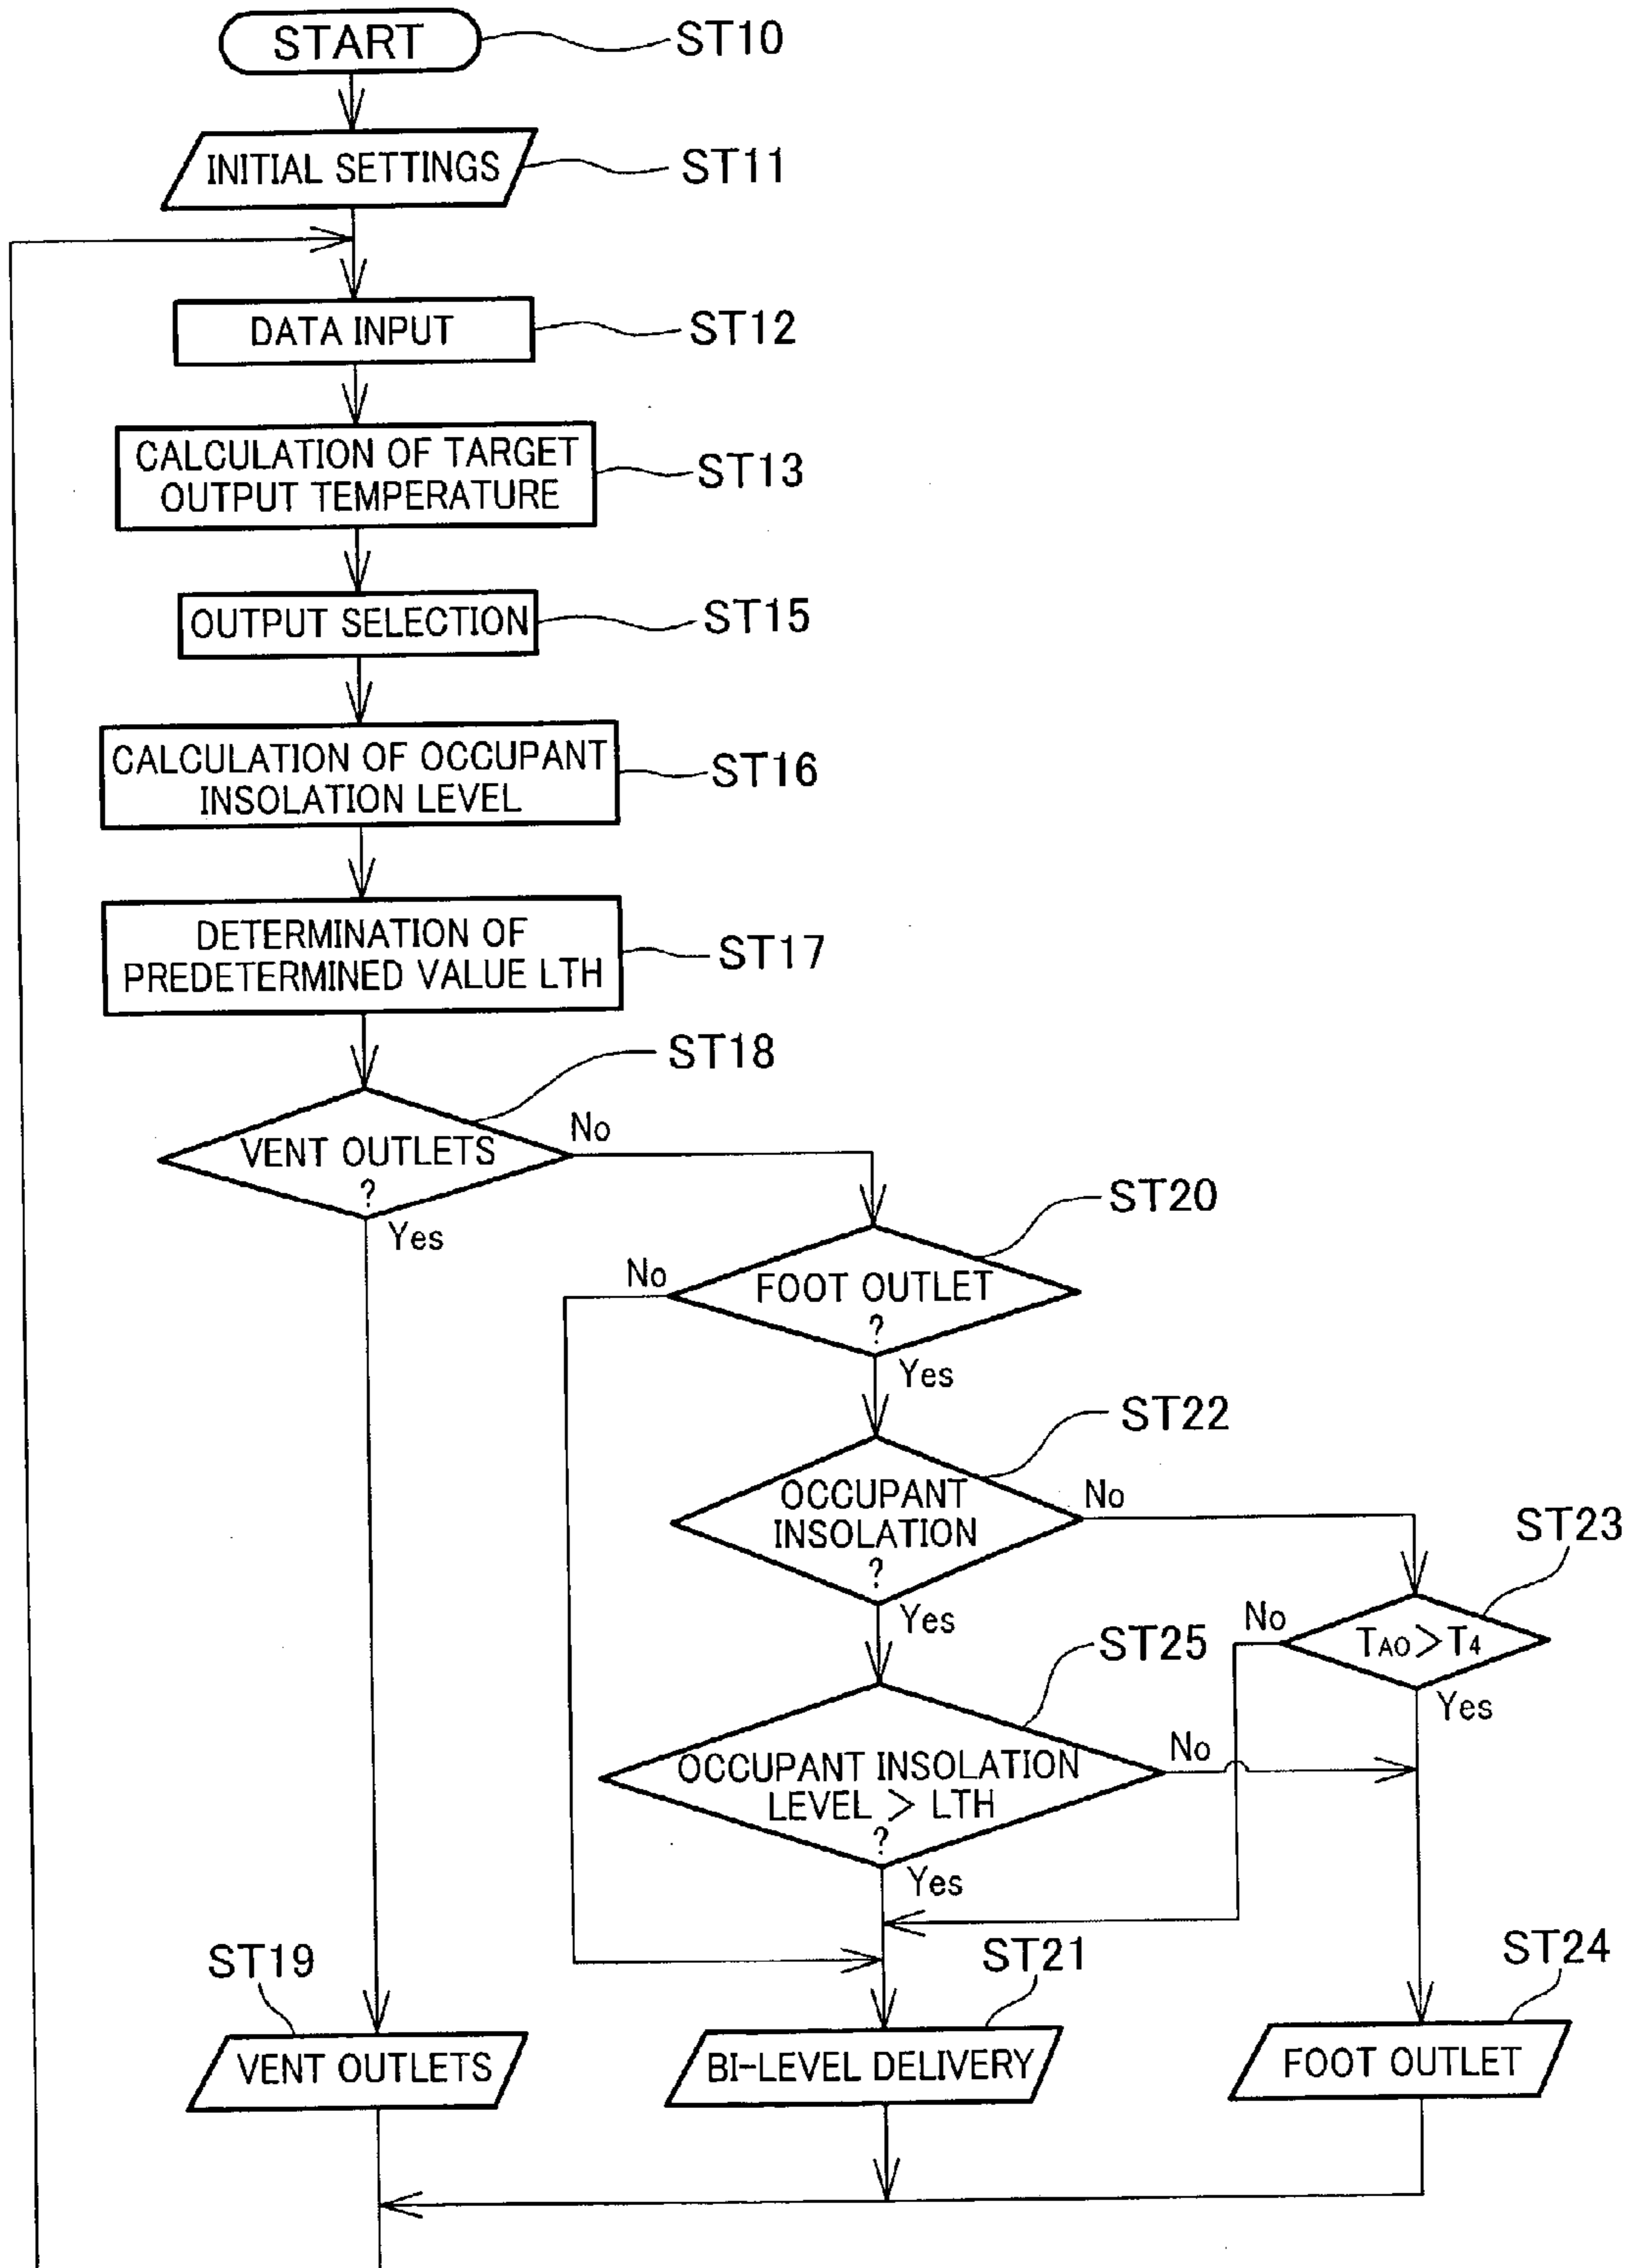 START
ST10
INITIAL SETTINGS
ST11
DATA INPUT
ST12
CALCULATION OF TARGET
OUTPUT TEMPERATURE
ST13
OUTPUT SELECTION
ST15
CALCULATION OF OCCUPANT
INSOLATION LEVEL
ST16
DETERMINATION OF
PREDETERMINED VALUE LTH
ST17
ST18
VENT OUTLETS
?
No
Yes
ST20
FOOT OUTLET
?
No
Yes
ST22
OCCUPANT
INSOLATION
?
No
Yes
ST23
TAO > T4
No
Yes
ST25
OCCUPANT INSOLATION
LEVEL > LTH
?
No
Yes
ST19
VENT OUTLETS
ST21
BI-LEVEL DELIVERY
ST24
FOOT OUTLET